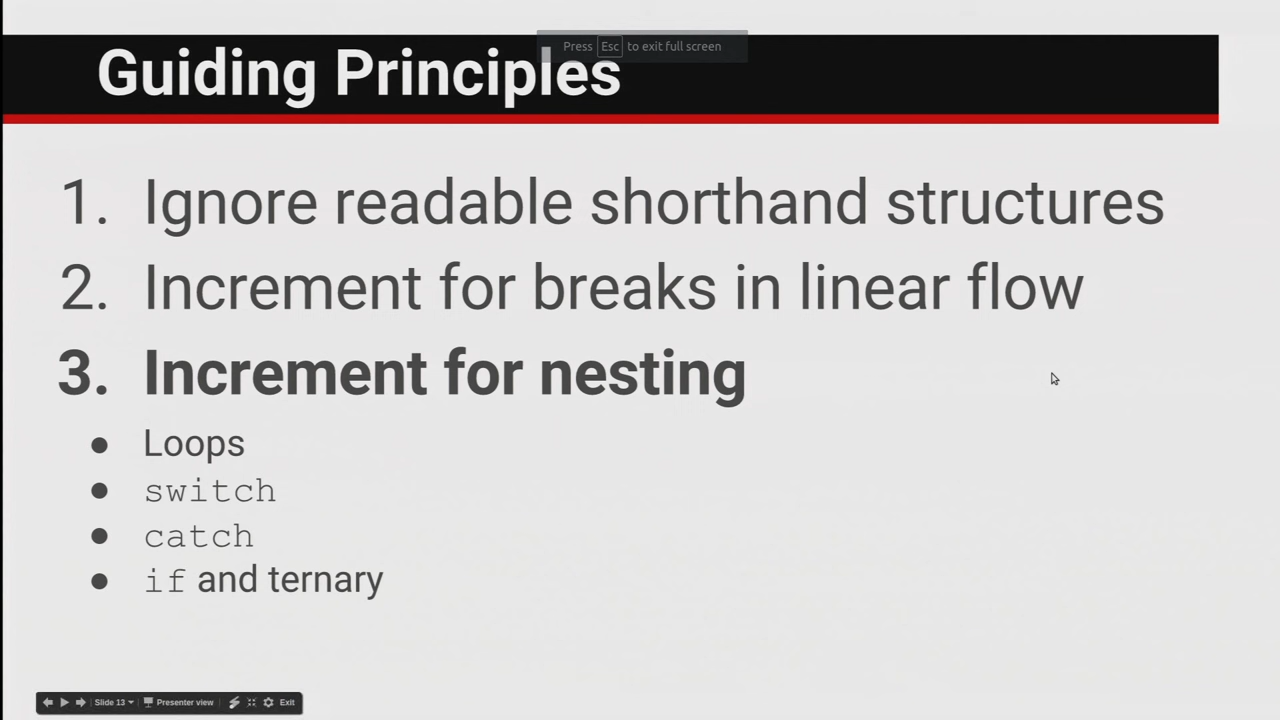 Press Esc to exit full screen
Guiding Principles
1. Ignore readable shorthand structures
2. Increment for breaks in linear flow
3. Increment for nesting
● Loops
● switch
● catch
● if and ternary
Slide 13 Presenter view Exit